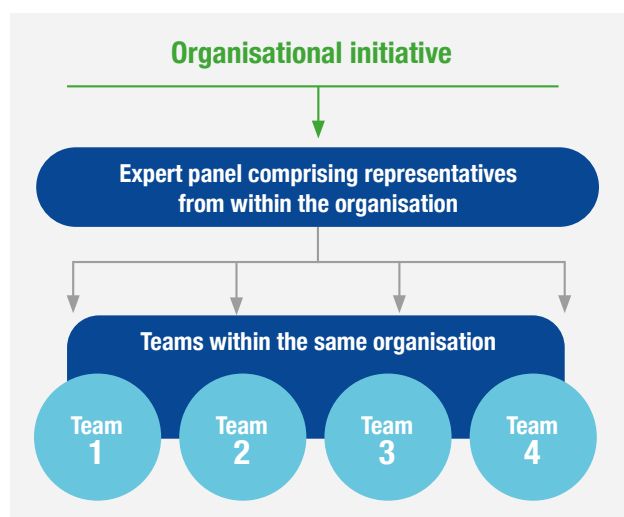 Organisational initiative
Expert panel comprising representatives
from within the organisation
Teams within the same organisation
Team
1
Team
2
Team
3
Team
4